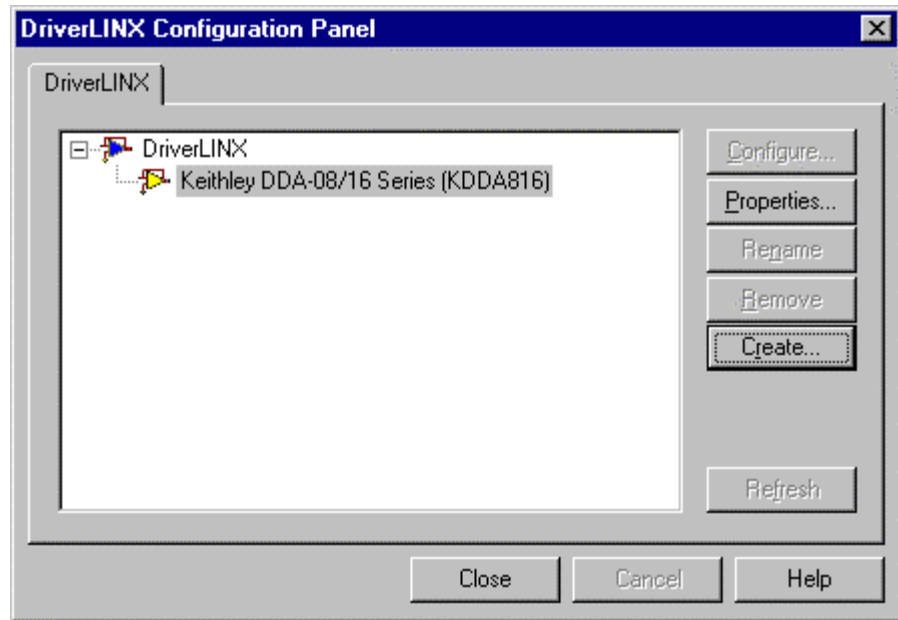 DriverLINX Configuration Panel
DriverLINX
DriverLINX
Keithley DDA-08/16 Series (KDDA816)
Configure...
Properties...
Rename
Remove
Create...
Refresh
Close
Cancel
Help